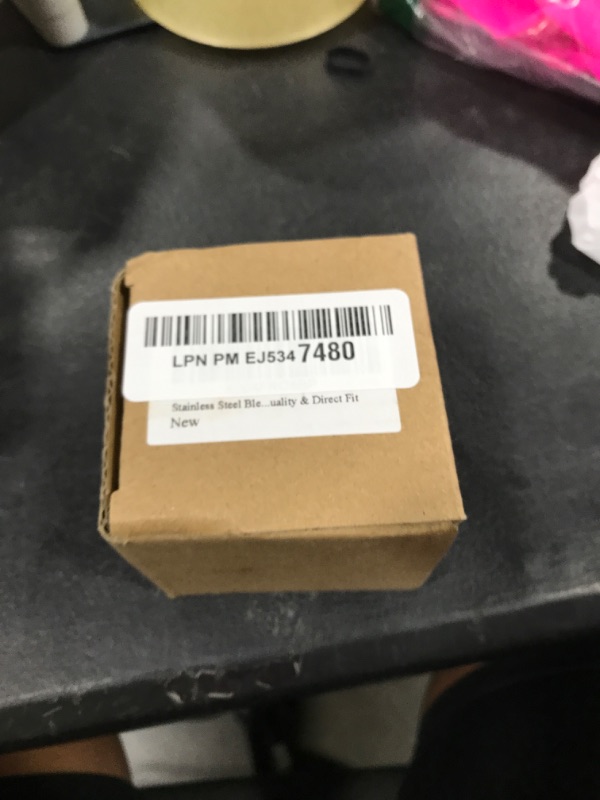 LPN PM EJ5347480
Stainless Steel Ble...uality & Direct Fit
New